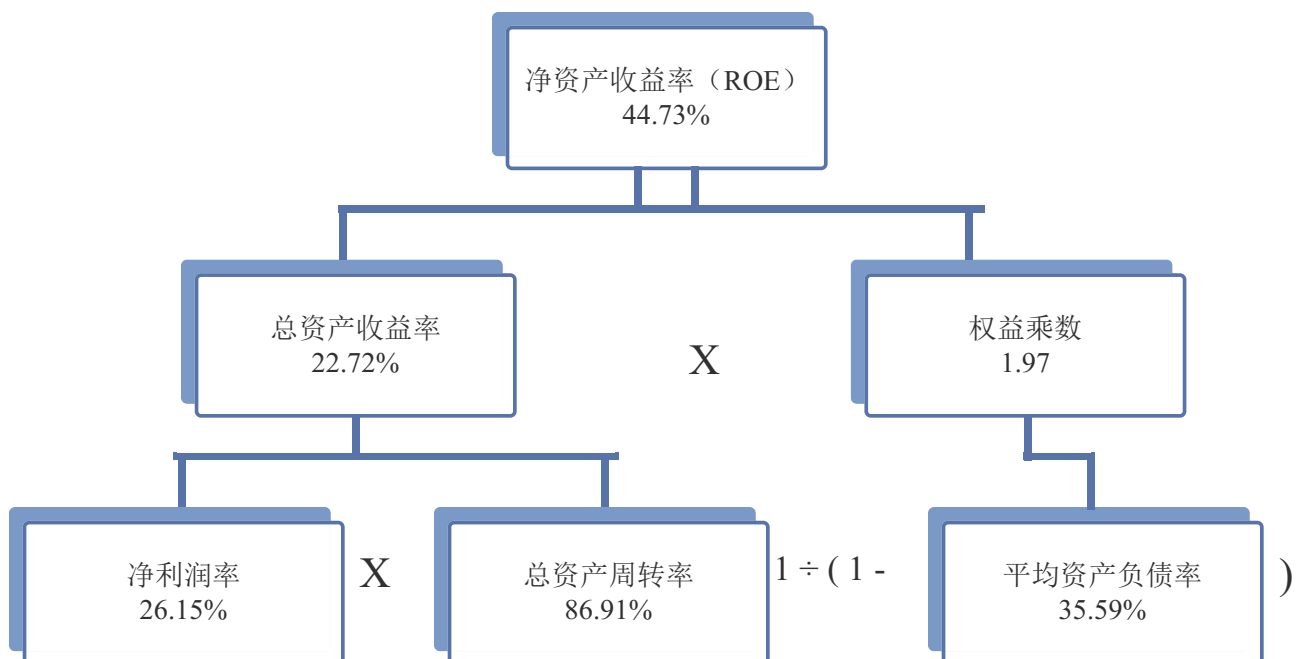 净资产收益率（ROE）
44.73%
总资产收益率
22.72%
X
权益乘数
1.97
净利润率
26.15%
X
总资产周转率
86.91%
1 ÷ ( 1 -
平均资产负债率
35.59%
)